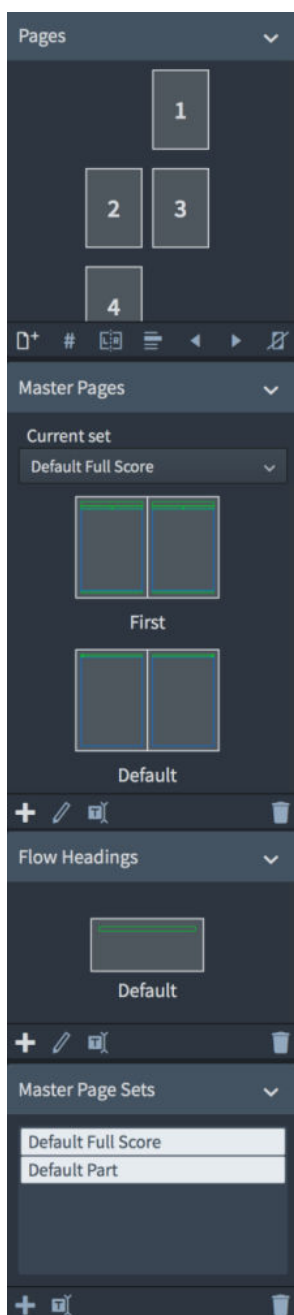 Pages
1
2 3
4
#
L R
Master Pages
Current set
Default Full Score
First
Default
T
Flow Headings
Default
T
Master Page Sets
Default Full Score
Default Part
T